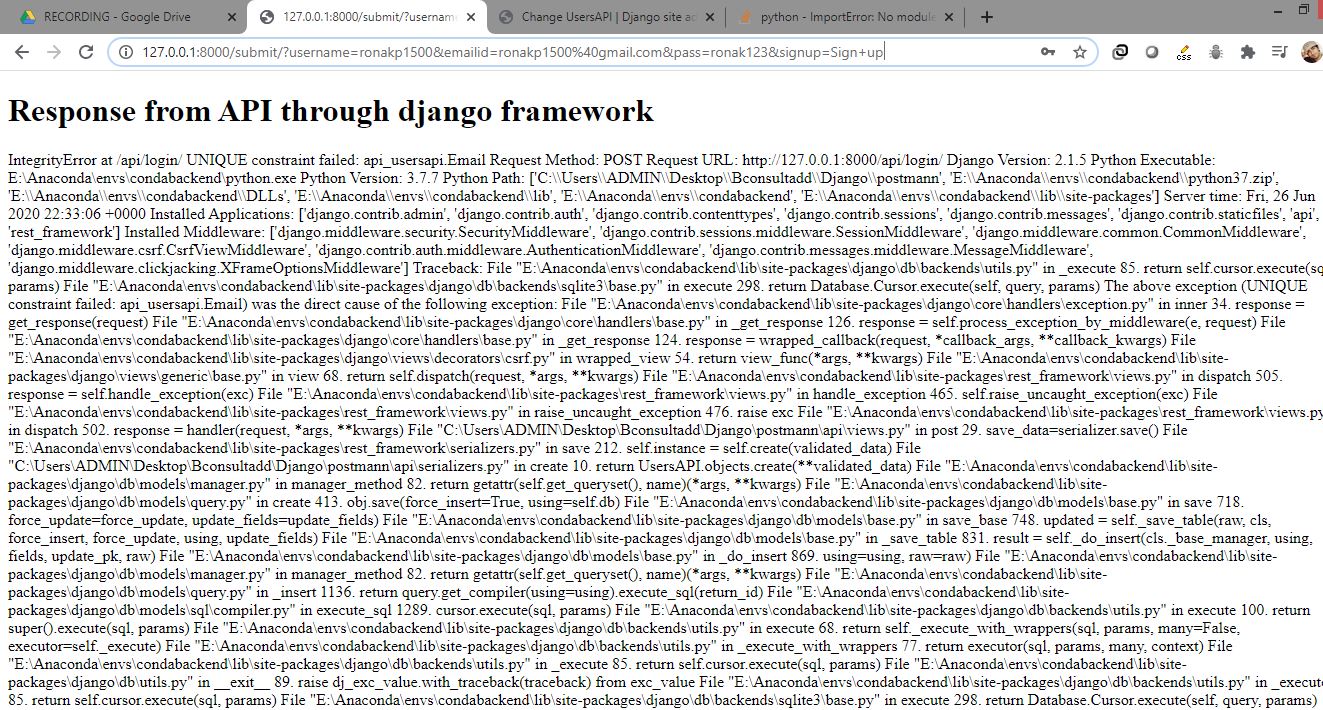 RECORDING - Google Drive
127.0.0.1:8000/submit/?usernam
Change UsersAPI | Django site ad
python - ImportError: No module
127.0.0.1:8000/submit/?username=ronakp1500&emailid=ronakp1500%40gmail.com&pass=ronak123&signup=Sign+up
css
Response from API through django framework
IntegrityError at /api/login/ UNIQUE constraint failed: api_usersapi.Email Request Method: POST Request URL: http://127.0.0.1:8000/api/login/ Django Version: 2.1.5 Python Executable:
E:\Anaconda\envs\condabackend\python.exe Python Version: 3.7.7 Python Path: ['C:\\Users\\ADMIN\\Desktop\\Bconsultadd\\Django\\postmann', 'E:\\Anaconda\\envs\\condabackend\\python37.zip',
'E:\\Anaconda\\envs\\condabackend\\DLLs', 'E:\\Anaconda\\envs\\condabackend\\lib', 'E:\\Anaconda\\envs\\condabackend', 'E:\\Anaconda\\envs\\condabackend\\lib\\site-packages'] Server time: Fri, 26 Jun
2020 22:33:06 +0000 Installed Applications: ['django.contrib.admin', 'django.contrib.auth', 'django.contrib.contenttypes', 'django.contrib.sessions', 'django.contrib.messages', 'django.contrib.staticfiles', 'api',
'rest_framework'] Installed Middleware: ['django.middleware.security.SecurityMiddleware', 'django.contrib.sessions.middleware.SessionMiddleware', 'django.middleware.common.CommonMiddleware',
'django.middleware.csrf.CsrfViewMiddleware', 'django.contrib.auth.middleware.AuthenticationMiddleware', 'django.contrib.messages.middleware.MessageMiddleware',
'django.middleware.clickjacking.XFrameOptionsMiddleware'] Traceback: File "E:\Anaconda\envs\condabackend\lib\site-packages\django\db\backends\utils.py" in _execute 85. return self.cursor.execute(sq
params) File "E:\Anaconda\envs\condabackend\lib\site-packages\django\db\backends\sqlite3\base.py" in execute 298. return Database.Cursor.execute(self, query, params) The above exception (UNIQUE
constraint failed: api_usersapi.Email) was the direct cause of the following exception: File "E:\Anaconda\envs\condabackend\lib\site-packages\django\core\handlers\exception.py" in inner 34. response =
get_response(request) File "E:\Anaconda\envs\condabackend\lib\site-packages\django\core\handlers\base.py" in _get_response 126. response = self.process_exception_by_middleware(e, request) File
"E:\Anaconda\envs\condabackend\lib\site-packages\django\core\handlers\base.py" in _get_response 124. response = wrapped_callback(request, *callback_args, **callback_kwargs) File
"E:\Anaconda\envs\condabackend\lib\site-packages\django\views\decorators\csrf.py" in wrapped_view 54. return view_func(*args, **kwargs) File "E:\Anaconda\envs\condabackend\lib\site-
packages\django\views\generic\base.py" in view 68. return self.dispatch(request, *args, **kwargs) File "E:\Anaconda\envs\condabackend\lib\site-packages\rest_framework\views.py" in dispatch 505.
response = self.handle_exception(exc) File "E:\Anaconda\envs\condabackend\lib\site-packages\rest_framework\views.py" in handle_exception 465. self.raise_uncaught_exception(exc) File
"E:\Anaconda\envs\condabackend\lib\site-packages\rest_framework\views.py" in raise_uncaught_exception 476. raise exc File "E:\Anaconda\envs\condabackend\lib\site-packages\rest_framework\views.py
in dispatch 502. response = handler(request, *args, **kwargs) File "C:\Users\ADMIN\Desktop\Bconsultadd\Django\postmann\api\views.py" in post 29. save_data=serializer.save() File
"E:\Anaconda\envs\condabackend\lib\site-packages\rest_framework\serializers.py" in save 212. self.instance = self.create(validated_data) File
"C:\Users\ADMIN\Desktop\Bconsultadd\Django\postmann\api\serializers.py" in create 10. return UsersAPI.objects.create(**validated_data) File "E:\Anaconda\envs\condabackend\lib\site-
packages\django\db\models\manager.py" in manager_method 82. return getattr(self.get_queryset(), name)(*args, **kwargs) File "E:\Anaconda\envs\condabackend\lib\site-
packages\django\db\models\query.py" in create 413. obj.save(force_insert=True, using=self.db) File "E:\Anaconda\envs\condabackend\lib\site-packages\django\db\models\base.py" in save 718.
force_update=force_update, update_fields=update_fields) File "E:\Anaconda\envs\condabackend\lib\site-packages\django\db\models\base.py" in save_base 748. updated = self._save_table(raw, cls,
force_insert, force_update, using, update_fields) File "E:\Anaconda\envs\condabackend\lib\site-packages\django\db\models\base.py" in _save_table 831. result = self._do_insert(cls._base_manager, using,
fields, update_pk, raw) File "E:\Anaconda\envs\condabackend\lib\site-packages\django\db\models\base.py" in _do_insert 869. using=using, raw=raw) File "E:\Anaconda\envs\condabackend\lib\site-
packages\django\db\models\manager.py" in manager_method 82. return getattr(self.get_queryset(), name)(*args, **kwargs) File "E:\Anaconda\envs\condabackend\lib\site-
packages\django\db\models\query.py" in _insert 1136. return query.get_compiler(using=using).execute_sql(return_id) File "E:\Anaconda\envs\condabackend\lib\site-
packages\django\db\models\sql\compiler.py" in execute_sql 1289. cursor.execute(sql, params) File "E:\Anaconda\envs\condabackend\lib\site-packages\django\db\backends\utils.py" in execute 100. return
super().execute(sql, params) File "E:\Anaconda\envs\condabackend\lib\site-packages\django\db\backends\utils.py" in execute 68. return self._execute_with_wrappers(sql, params, many=False,
executor=self._execute) File "E:\Anaconda\envs\condabackend\lib\site-packages\django\db\backends\utils.py" in _execute_with_wrappers 77. return executor(sql, params, many, context) File
"E:\Anaconda\envs\condabackend\lib\site-packages\django\db\backends\utils.py" in _execute 85. return self.cursor.execute(sql, params) File "E:\Anaconda\envs\condabackend\lib\site-
packages\django\db\utils.py" in __exit__ 89. raise dj_exc_value.with_traceback(traceback) from exc_value File "E:\Anaconda\envs\condabackend\lib\site-packages\django\db\backends\utils.py" in _execut
85. return self.cursor.execute(sql, params) File "E:\Anaconda\envs\condabackend\lib\site-packages\django\db\backends\sqlite3\base.py" in execute 298. return Database.Cursor.execute(self, query, params)